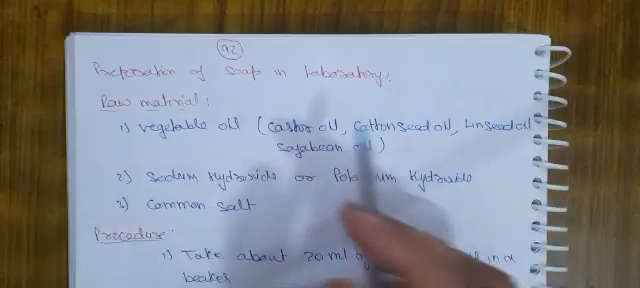 92
Preparation of soap in laboratory:
Raw material:
1) Vegetable oil (Castor oil, Cottonseed oil, Linseed oil
Soyabean oil)
2) Sodium Hydroxide or Hydroxide
3) Common salt
Procedure:
1) Take about 20 ml in a
beaker